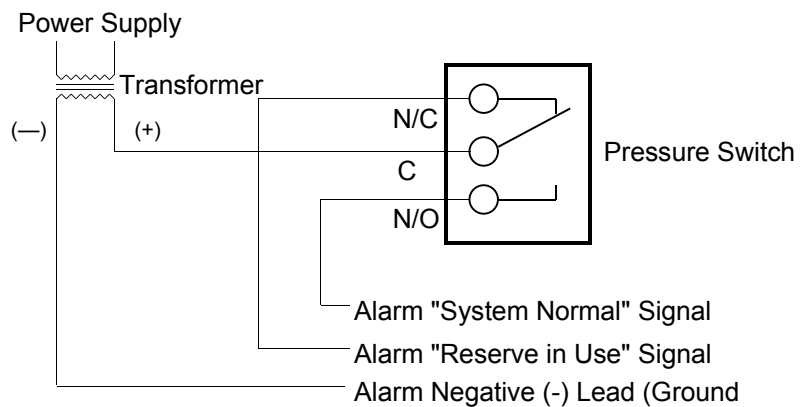 Power Supply
Transformer
(—)
(+)
N/C
C
N/O
Pressure Switch
Alarm "System Normal" Signal
Alarm "Reserve in Use" Signal
Alarm Negative (-) Lead (Ground